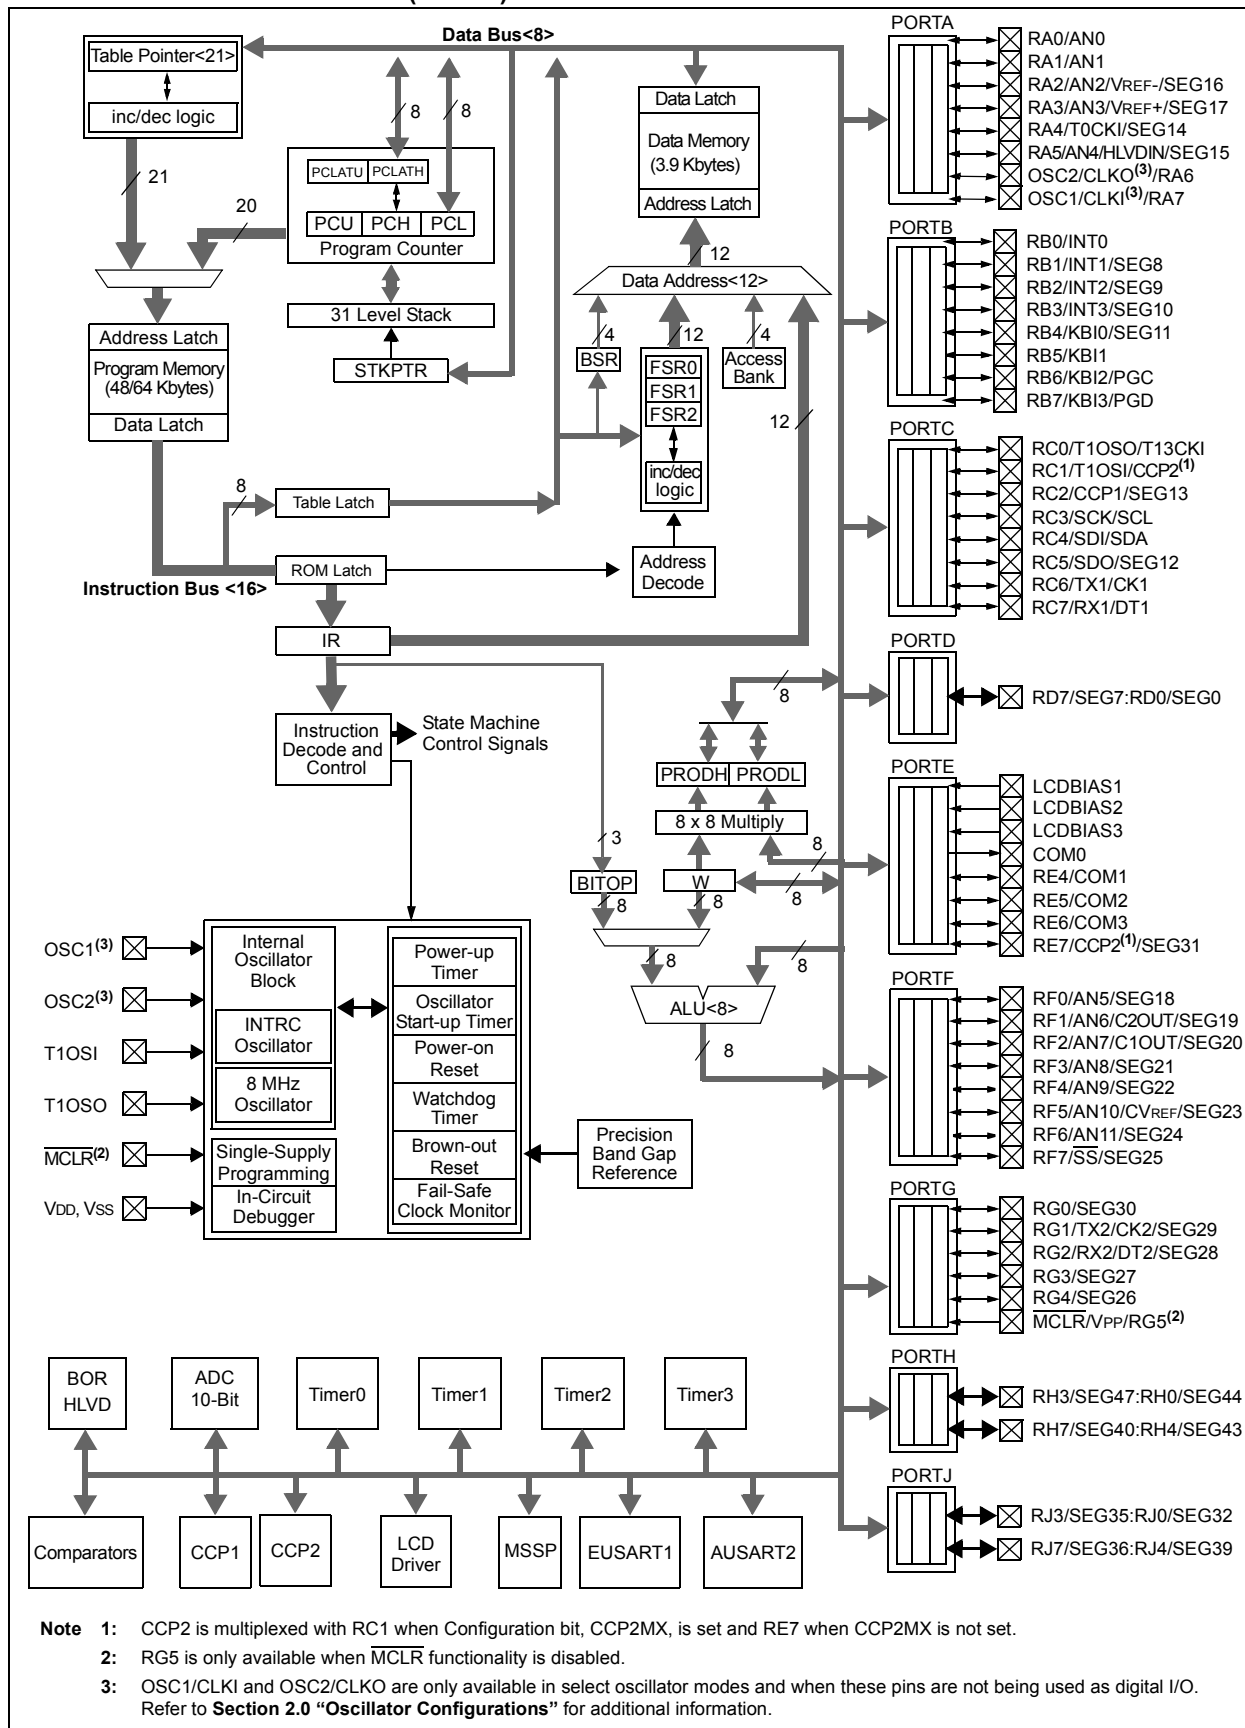 Data Bus<8>
Table Pointer<21>
inc/dec logic
21
20
8
8
PCLATU
PCLATH
PCU
PCH
PCL
Program Counter
31 Level Stack
STKPTR
Data Latch
Data Memory
(3.9 Kbytes)
Address Latch
12
Data Address<12>
4
12
4
BSR
FSR0
FSR1
FSR2
inc/dec
logic
Access
Bank
12
Address
Decode
Address Latch
Program Memory
(48/64 Kbytes)
Data Latch
8
Table Latch
ROM Latch
Instruction Bus <16>
IR
Instruction
Decode and
Control
State Machine
Control Signals
8
PRODH
PRODL
8 x 8 Multiply
8
3
BITOP
W
8
8
8
8
8
ALU<8>
8
OSC1(3)
OSC2(3)
T1OSI
T1OSO
MCLR(2)
VDD, VSS
Internal
Oscillator
Block
INTRC
Oscillator
8 MHz
Oscillator
Single-Supply
Programming
In-Circuit
Debugger
Power-up
Timer
Oscillator
Start-up Timer
Power-on
Reset
Watchdog
Timer
Brown-out
Reset
Fail-Safe
Clock Monitor
Precision
Band Gap
Reference
BOR
HLVD
ADC
10-Bit
Timer0
Timer1
Timer2
Timer3
Comparators
CCP1
CCP2
LCD
Driver
MSSP
EUSART1
AUSART2
PORTA
RA0/AN0
RA1/AN1
RA2/AN2/VREF-/SEG16
RA3/AN3/VREF+/SEG17
RA4/T0CKI/SEG14
RA5/AN4/HLVDIN/SEG15
OSC2/CLKO(3)/RA6
OSC1/CLKI(3)/RA7
PORTB
RB0/INT0
RB1/INT1/SEG8
RB2/INT2/SEG9
RB3/INT3/SEG10
RB4/KBI0/SEG11
RB5/KBI1
RB6/KBI2/PGC
RB7/KBI3/PGD
PORTC
RC0/T1OSO/T13CKI
RC1/T1OSI/CCP2(1)
RC2/CCP1/SEG13
RC3/SCK/SCL
RC4/SDI/SDA
RC5/SDO/SEG12
RC6/TX1/CK1
RC7/RX1/DT1
PORTD
RD7/SEG7:RD0/SEG0
PORTE
LCDBIAS1
LCDBIAS2
LCDBIAS3
COM0
RE4/COM1
RE5/COM2
RE6/COM3
RE7/CCP2(1)/SEG31
PORTF
RF0/AN5/SEG18
RF1/AN6/C2OUT/SEG19
RF2/AN7/C1OUT/SEG20
RF3/AN8/SEG21
RF4/AN9/SEG22
RF5/AN10/CVREF/SEG23
RF6/AN11/SEG24
RF7/SS/SEG25
PORTG
RG0/SEG30
RG1/TX2/CK2/SEG29
RG2/RX2/DT2/SEG28
RG3/SEG27
RG4/SEG26
MCLR/VPP/RG5(2)
PORTH
RH3/SEG47:RH0/SEG44
RH7/SEG40:RH4/SEG43
PORTJ
RJ3/SEG35:RJ0/SEG32
RJ7/SEG36:RJ4/SEG39
Note 1: CCP2 is multiplexed with RC1 when Configuration bit, CCP2MX, is set and RE7 when CCP2MX is not set.
2: RG5 is only available when MCLR functionality is disabled.
3: OSC1/CLKI and OSC2/CLKO are only available in select oscillator modes and when these pins are not being used as digital I/O.
Refer to Section 2.0 “Oscillator Configurations” for additional information.